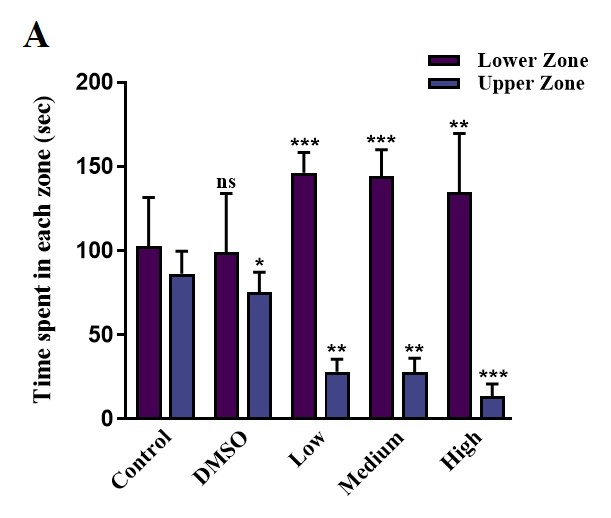 A
Lower Zone
Upper Zone
Time spent in each zone (sec)
200
150
100
50
0
ns
*
***
**
***
**
**
***
Control
DMSO
Low
Medium
High